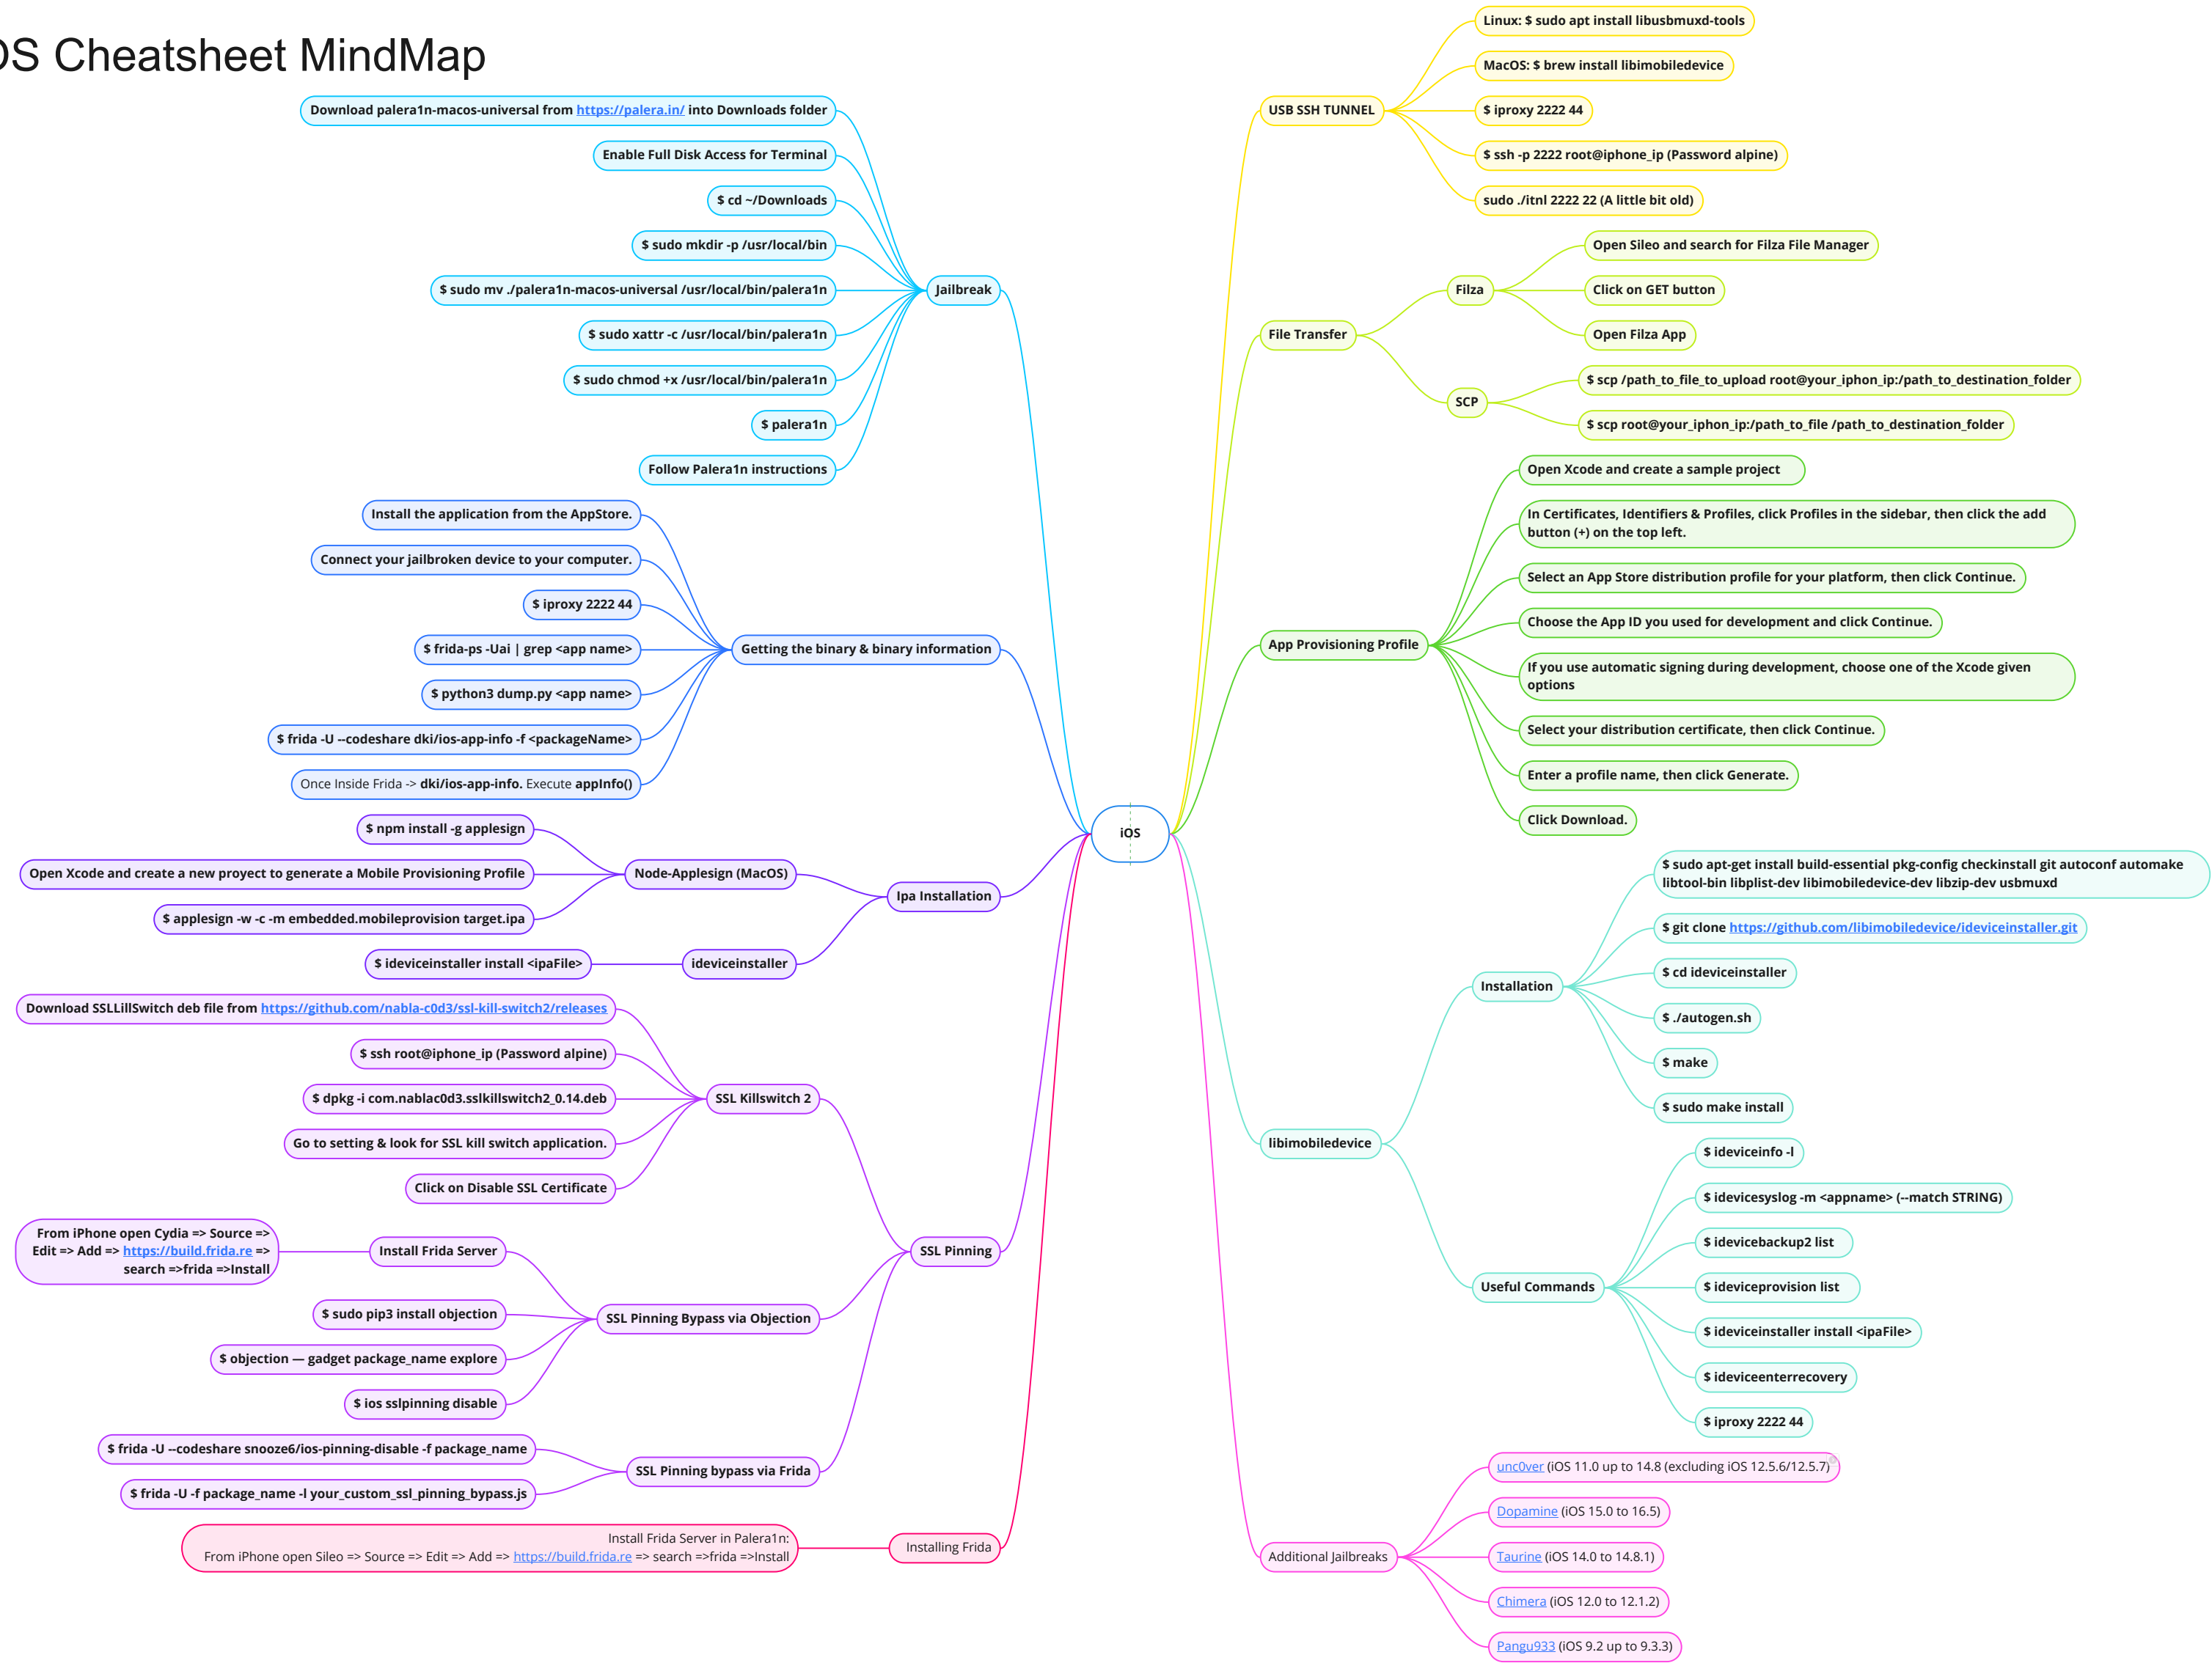 OS Cheatsheet MindMap
Download palera1n-macos-universal from https://palera.in/ into Downloads folder
Enable Full Disk Access for Terminal
$ cd ~/Downloads
$ sudo mkdir -p /usr/local/bin
$ sudo mv ./palera1n-macos-universal /usr/local/bin/palera1n
$ sudo xattr -c /usr/local/bin/palera1n
$ sudo chmod +x /usr/local/bin/palera1n
$ palera1n
Follow Palera1n instructions
Jailbreak
Install the application from the AppStore.
Connect your jailbroken device to your computer.
$ iproxy 2222 44
$ frida-ps -Uai | grep <app name>
$ python3 dump.py <app name>
$ frida -U --codeshare dki/ios-app-info -f <packageName>
Once Inside Frida -> dki/ios-app-info. Execute appInfo()
Getting the binary & binary information
$ npm install -g applesign
Open Xcode and create a new proyect to generate a Mobile Provisioning Profile
$ applesign -w -c -m embedded.mobileprovision target.ipa
Node-Applesign (MacOS)
$ ideviceinstaller install <ipaFile>
ideviceinstaller
Ipa Installation
Download SSLLillSwitch deb file from https://github.com/nabla-c0d3/ssl-kill-switch2/releases
$ ssh root@iphone_ip (Password alpine)
$ dpkg -i com.nablac0d3.sslkillswitch2_0.14.deb
Go to setting & look for SSL kill switch application.
Click on Disable SSL Certificate
SSL Killswitch 2
From iPhone open Cydia => Source =>
Edit => Add => https://build.frida.re =>
search =>frida =>Install
Install Frida Server
$ sudo pip3 install objection
$ objection — gadget package_name explore
$ ios sslpinning disable
SSL Pinning Bypass via Objection
$ frida -U --codeshare snooze6/ios-pinning-disable -f package_name
$ frida -U -f package_name -l your_custom_ssl_pinning_bypass.js
SSL Pinning bypass via Frida
SSL Pinning
Install Frida Server in Palera1n:
From iPhone open Sileo => Source => Edit => Add => https://build.frida.re => search =>frida =>Install
Installing Frida
iOS
USB SSH TUNNEL
Linux: $ sudo apt install libusbmuxd-tools
MacOS: $ brew install libimobiledevice
$ iproxy 2222 44
$ ssh -p 2222 root@iphone_ip (Password alpine)
sudo ./itnl 2222 22 (A little bit old)
File Transfer
Filza
Open Sileo and search for Filza File Manager
Click on GET button
Open Filza App
SCP
$ scp /path_to_file_to_upload root@your_iphon_ip:/path_to_destination_folder
$ scp root@your_iphon_ip:/path_to_file /path_to_destination_folder
App Provisioning Profile
Open Xcode and create a sample project
In Certificates, Identifiers & Profiles, click Profiles in the sidebar, then click the add
button (+) on the top left.
Select an App Store distribution profile for your platform, then click Continue.
Choose the App ID you used for development and click Continue.
If you use automatic signing during development, choose one of the Xcode given
options
Select your distribution certificate, then click Continue.
Enter a profile name, then click Generate.
Click Download.
libimobiledevice
Installation
$ sudo apt-get install build-essential pkg-config checkinstall git autoconf automake
libtool-bin libplist-dev libimobiledevice-dev libzip-dev usbmuxd
$ git clone https://github.com/libimobiledevice/ideviceinstaller.git
$ cd ideviceinstaller
$ ./autogen.sh
$ make
$ sudo make install
Useful Commands
$ ideviceinfo -l
$ idevicesyslog -m <appname> (--match STRING)
$ idevicebackup2 list
$ ideviceprovision list
$ ideviceinstaller install <ipaFile>
$ ideviceenterrecovery
$ iproxy 2222 44
Additional Jailbreaks
unc0ver (iOS 11.0 up to 14.8 (excluding iOS 12.5.6/12.5.7)
Dopamine (iOS 15.0 to 16.5)
Taurine (iOS 14.0 to 14.8.1)
Chimera (iOS 12.0 to 12.1.2)
Pangu933 (iOS 9.2 up to 9.3.3)